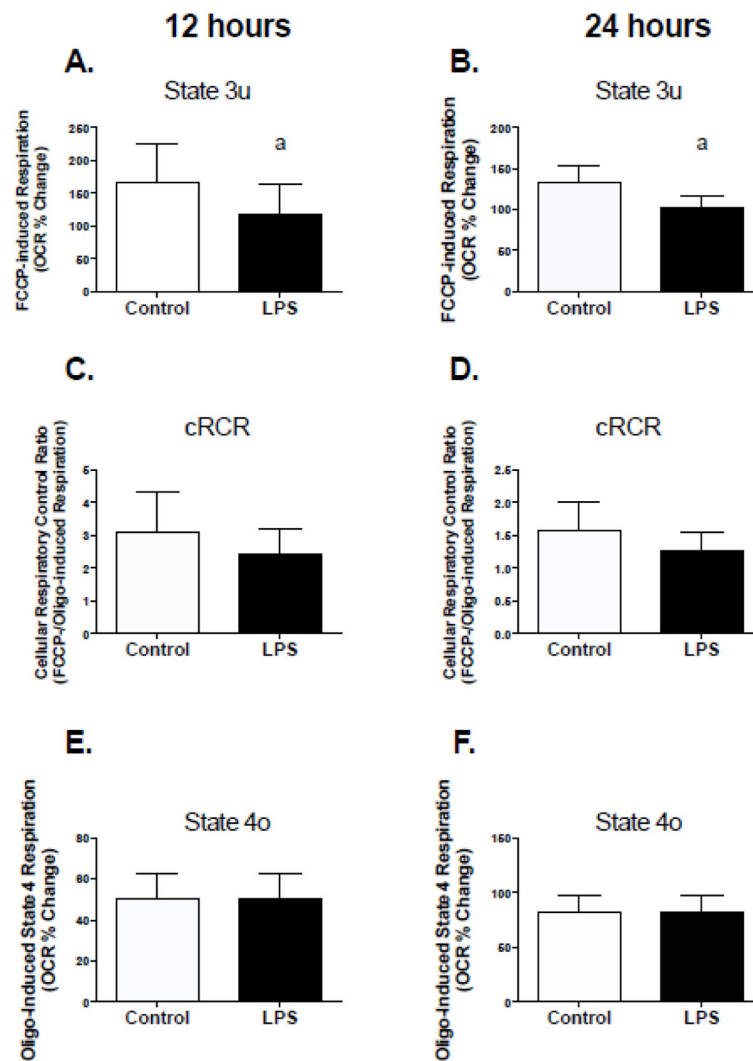 12 hours
24 hours
A.
State 3u
FCCP-induced Respiration
(OCR % Change)
250
200
150
100
50
0
a
Control
LPS
B.
State 3u
FCCP-induced Respiration
(OCR % Change)
200
150
100
50
0
a
Control
LPS
C.
cRCR
Cellular Respiratory Control Ratio
(FCCP-/Oligo-induced Respiration)
5
4
3
2
1
0
Control
LPS
D.
cRCR
Cellular Respiratory Control Ratio
(FCCP-/Oligo-induced Respiration)
2.5
2.0
1.5
1.0
0.5
0.0
Control
LPS
E.
State 4o
Oligo-Induced State 4 Respiration
(OCR % Change)
80
60
40
20
0
Control
LPS
F.
State 4o
Oligo-Induced State 4 Respiration
(OCR % Change)
150
100
50
0
Control
LPS